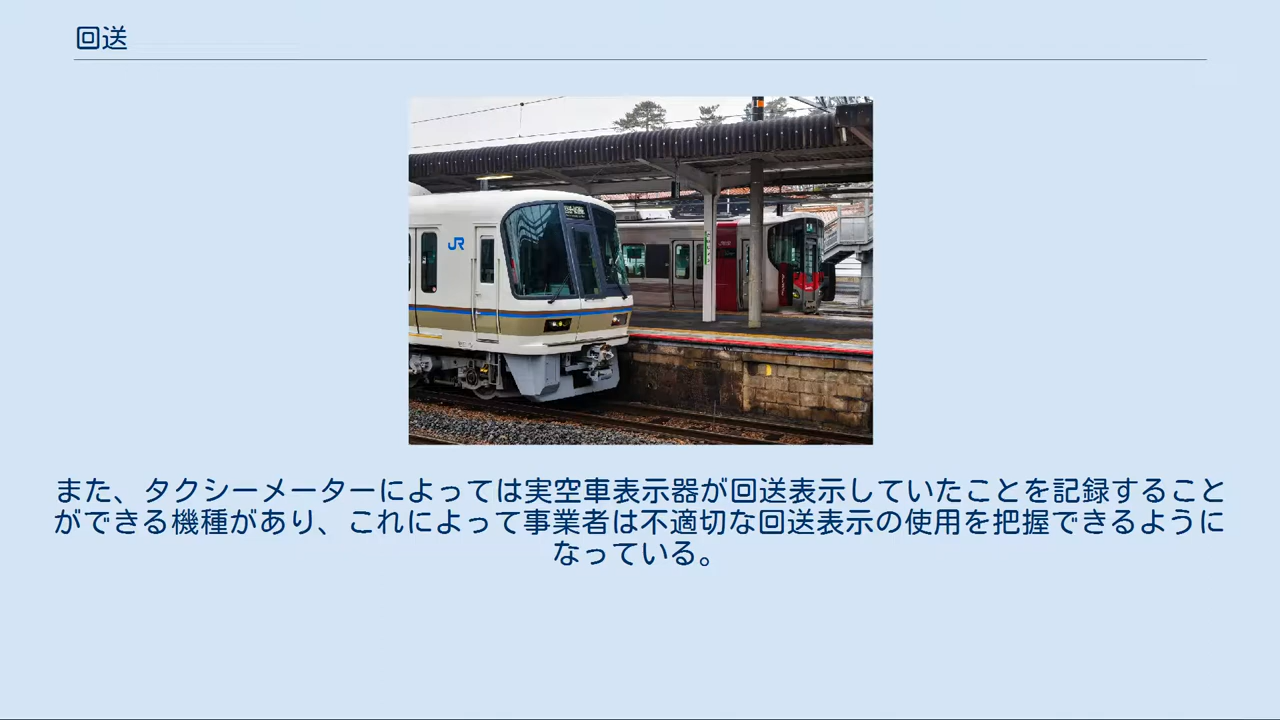 回送
JR
また、タクシーメーターによっては実空車表示器が回送表示していたことを記録すること
ができる機種があり、これによって事業者は不適切な回送表示の使用を把握できるように
なっている。